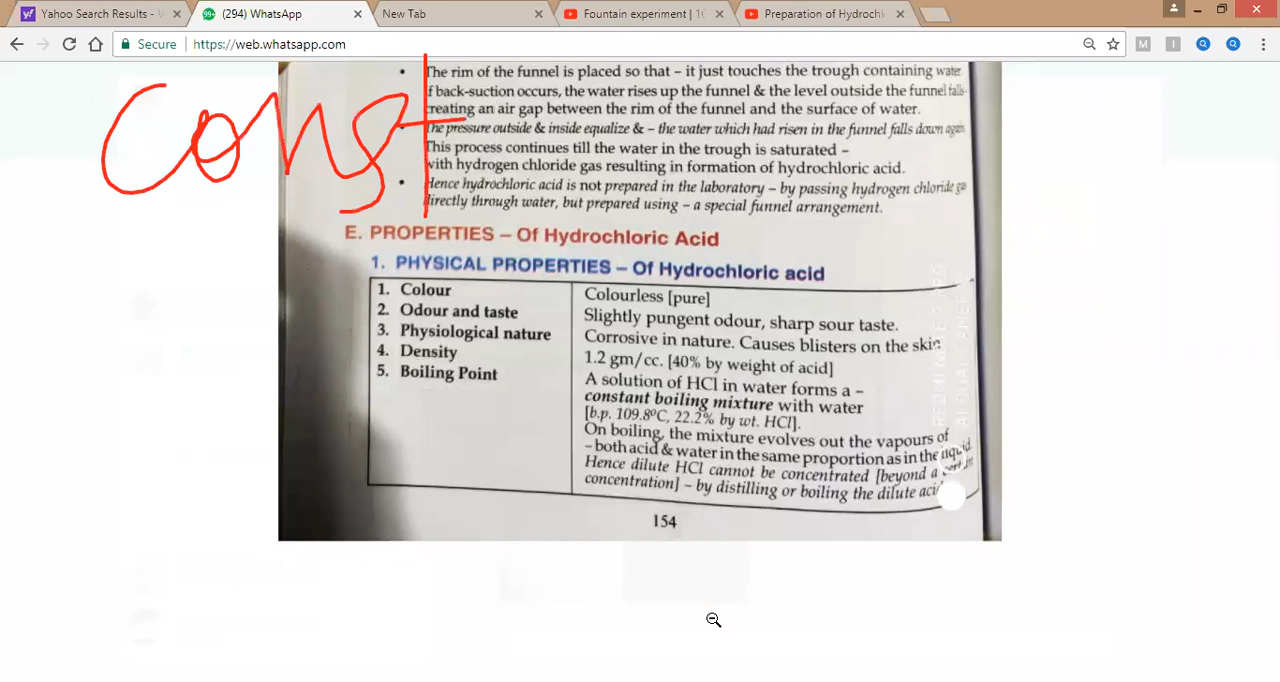 Yahoo Search Results -
(294) WhatsApp
New Tab
Fountain experiment | 10
Preparation of Hydrochl
Secure https://web.whatsapp.com
const
• The rim of the funnel is placed so that – it just touches the trough containing water
If back-suction occurs, the water rises up the funnel & the level outside the funnel falls-
creating an air gap between the rim of the funnel and the surface of water.
• The pressure outside & inside equalize & – the water which had risen in the funnel falls down again
This process continues till the water in the trough is saturated –
with hydrogen chloride gas resulting in formation of hydrochloric acid.
• Hence hydrochloric acid is not prepared in the laboratory – by passing hydrogen chloride
directly through water, but prepared using – a special funnel arrangement.
E. PROPERTIES – Of Hydrochloric Acid
1. PHYSICAL PROPERTIES – Of Hydrochloric acid
1. Colour
Colourless [pure]
2. Odour and taste
Slightly pungent odour, sharp sour taste.
3. Physiological nature
Corrosive in nature. Causes blisters on the skin
4. Density
1.2 gm/cc. [40% by weight of acid]
5. Boiling Point
A solution of HCl in water forms a –
constant boiling mixture with water
[b.p. 109.8°C, 22.2% by wt. HCl].
On boiling, the mixture evolves out the vapours of
– both acid & water in the same proportion as in the liquid.
Hence dilute HCl cannot be concentrated [beyond a
concentration] – by distilling or boiling the dilute
154
REDMI NOTE
AI DUAL CAMERA